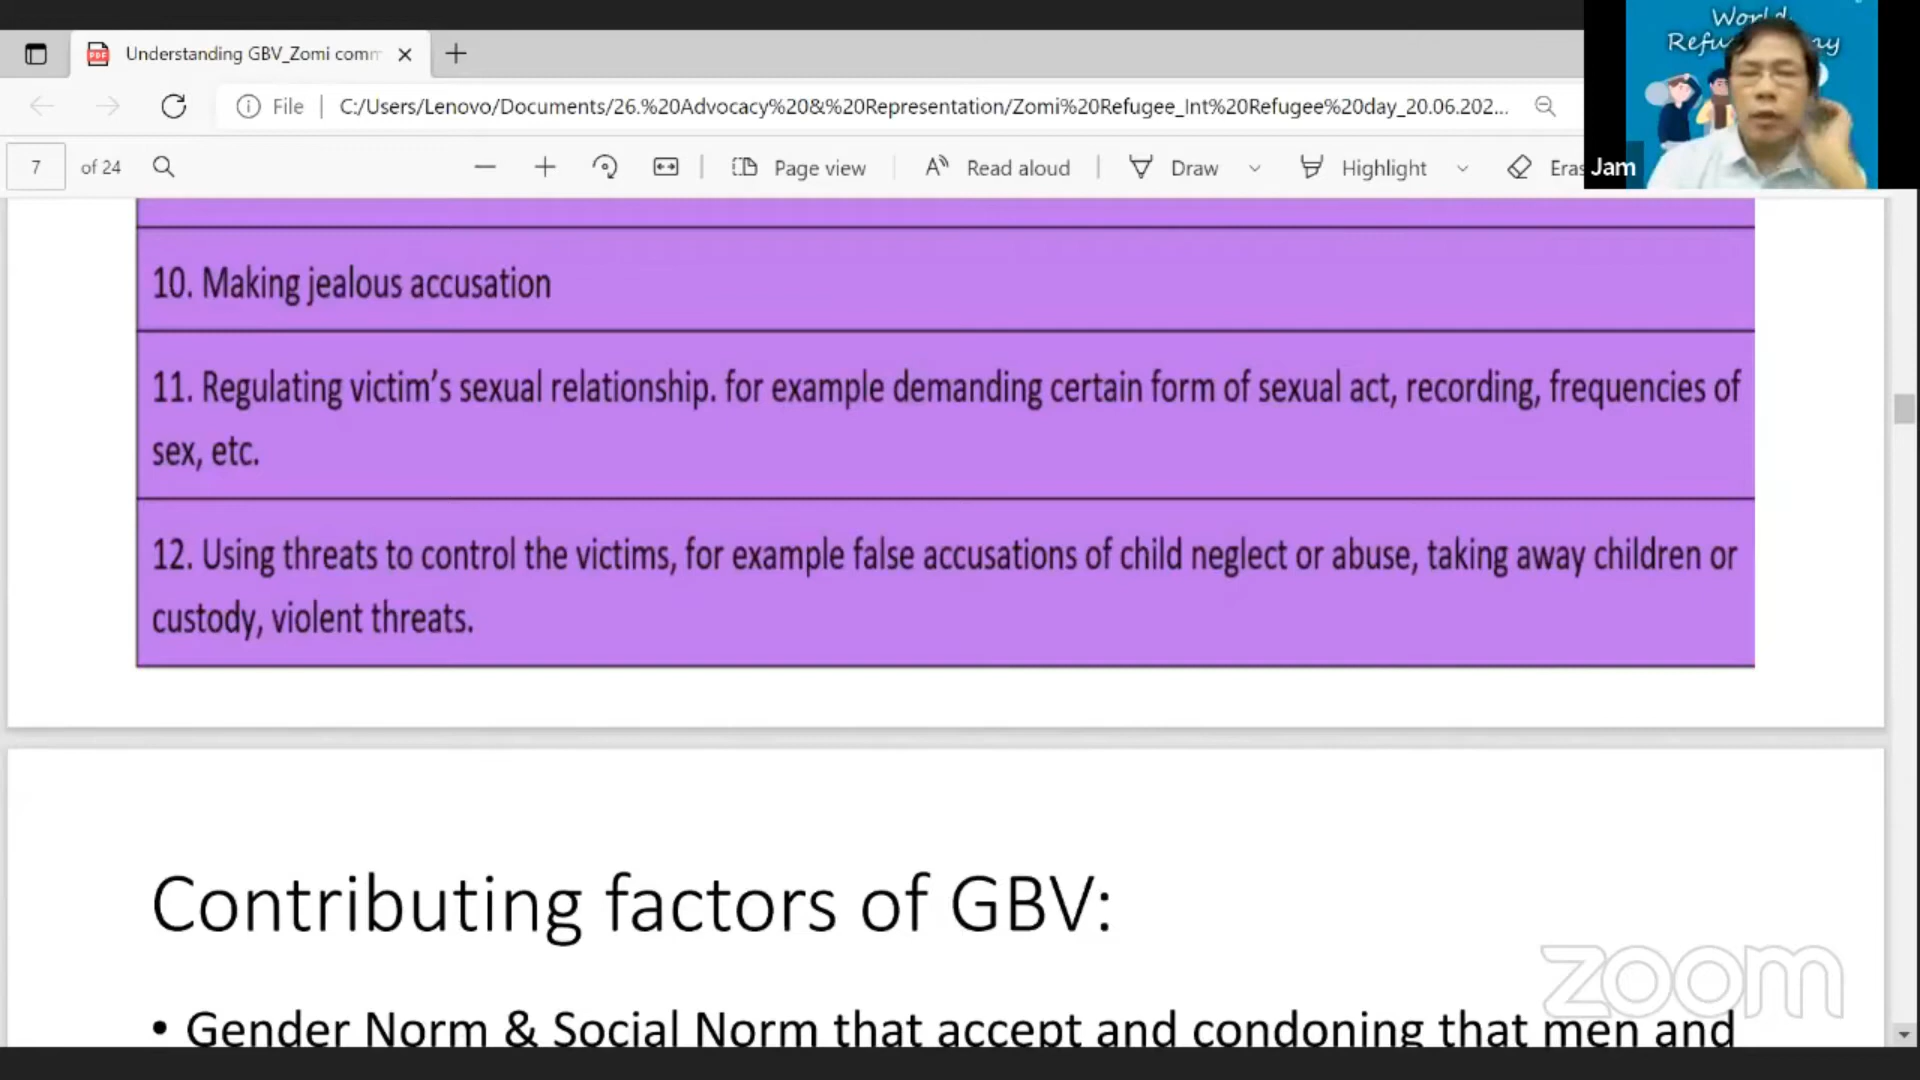 World
Refu ay
Understanding GBV_Zomi comm
File
C:/Users/Lenovo/Documents/26.%20Advocacy%20&%20Representation/Zomi%20Refugee_Int%20Refugee%20day_20.06.202...
7 of 24
Page view
Read aloud
Draw
Highlight
Eras
Jam
10. Making jealous accusation
11. Regulating victim’s sexual relationship. for example demanding certain form of sexual act, recording, frequencies of
sex, etc.
12. Using threats to control the victims, for example false accusations of child neglect or abuse, taking away children or
custody, violent threats.
Contributing factors of GBV:
• Gender Norm & Social Norm that accept and condoning that men and
zoom